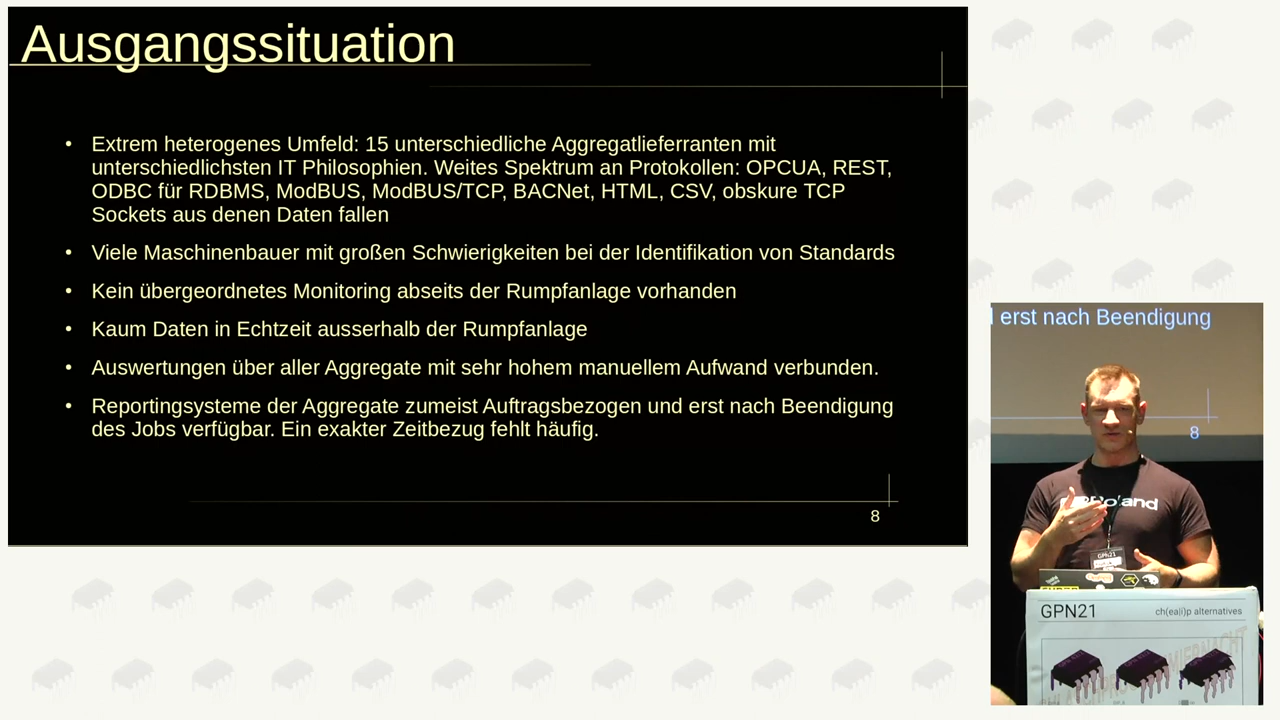 Ausgangssituation
• Extrem heterogenes Umfeld: 15 unterschiedliche Aggregatlieferranten mit
unterschiedlichsten IT Philosophien. Weites Spektrum an Protokollen: OPCUA, REST,
ODBC für RDBMS, ModBUS, ModBUS/TCP, BACNet, HTML, CSV, obskure TCP
Sockets aus denen Daten fallen
• Viele Maschinenbauer mit großen Schwierigkeiten bei der Identifikation von Standards
• Kein übergeordnetes Monitoring abseits der Rumpfanlage vorhanden
• Kaum Daten in Echtzeit ausserhalb der Rumpfanlage
• Auswertungen über aller Aggregate mit sehr hohem manuellem Aufwand verbunden.
• Reportingsysteme der Aggregate zumeist Auftragsbezogen und erst nach Beendigung
des Jobs verfügbar. Ein exakter Zeitbezug fehlt häufig.
8
erst nach Beendigung
8
GPN21
GPN21
ch(ea|i)p alternatives